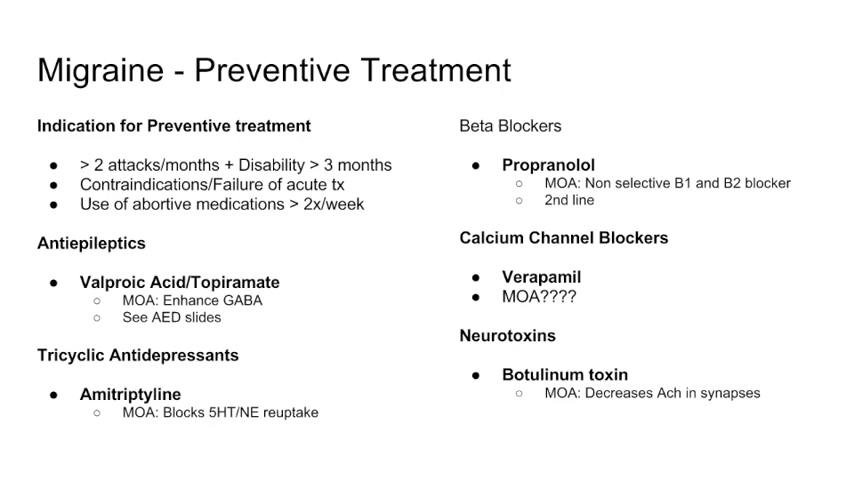 Migraine - Preventive Treatment
Indication for Preventive treatment
● > 2 attacks/months + Disability > 3 months
● Contraindications/Failure of acute tx
● Use of abortive medications > 2x/week
Antiepileptics
● Valproic Acid/Topiramate
○ MOA: Enhance GABA
○ See AED slides
Tricyclic Antidepressants
● Amitriptyline
○ MOA: Blocks 5HT/NE reuptake
Beta Blockers
● Propranolol
○ MOA: Non selective B1 and B2 blocker
○ 2nd line
Calcium Channel Blockers
● Verapamil
● MOA????
Neurotoxins
● Botulinum toxin
○ MOA: Decreases Ach in synapses